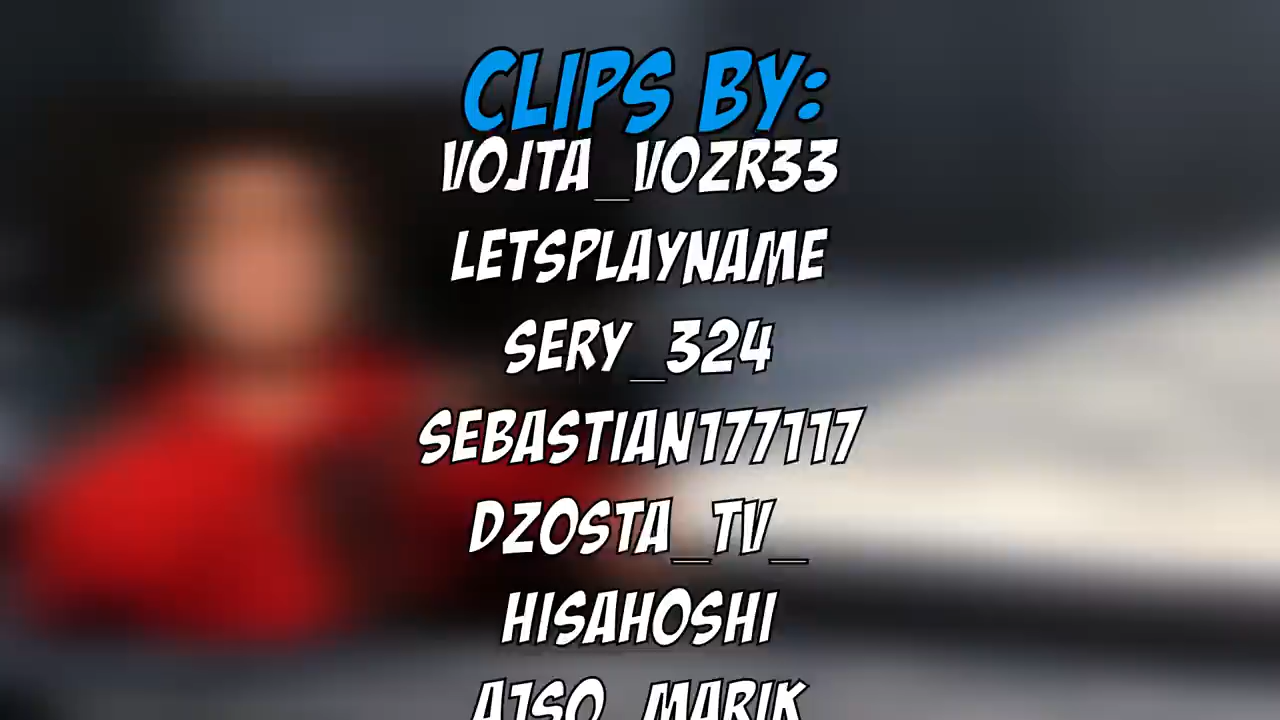 CLIPS BY:
VOJTA_VOZR33
LETSPLAYNAME
SERY_324
SEBASTIAN177117
DZOSTA_TV_
HISAHOSHI